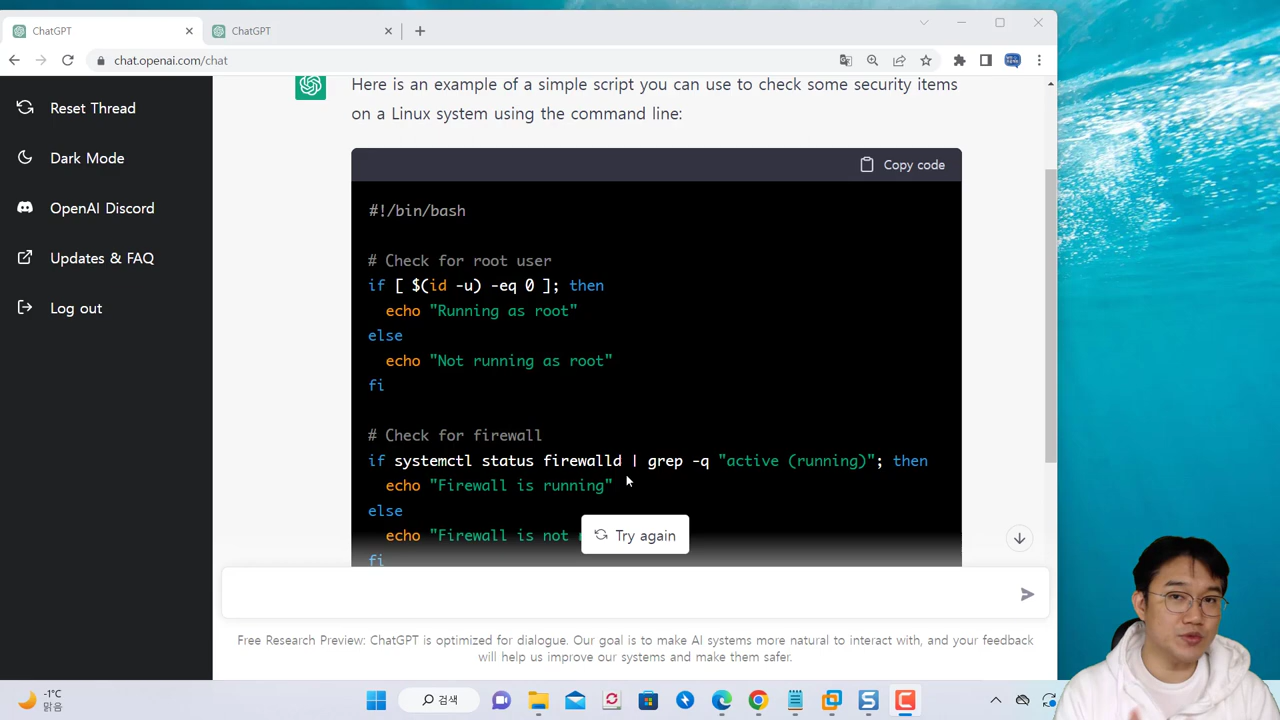 ChatGPT
ChatGPT
chat.openai.com/chat
Reset Thread
Dark Mode
OpenAI Discord
Updates & FAQ
Log out
Here is an example of a simple script you can use to check some security items
on a Linux system using the command line:
Copy code
#!/bin/bash
# Check for root user
if [ $(id -u) -eq 0 ]; then
echo "Running as root"
else
echo "Not running as root"
fi
# Check for firewall
if systemctl status firewalld | grep -q "active (running)"; then
echo "Firewall is running"
else
echo "Firewall is not
fi
Try again
Free Research Preview: ChatGPT is optimized for dialogue. Our goal is to make AI systems more natural to interact with, and your feedback
will help us improve our systems and make them safer.
-1°C
맑음
검색